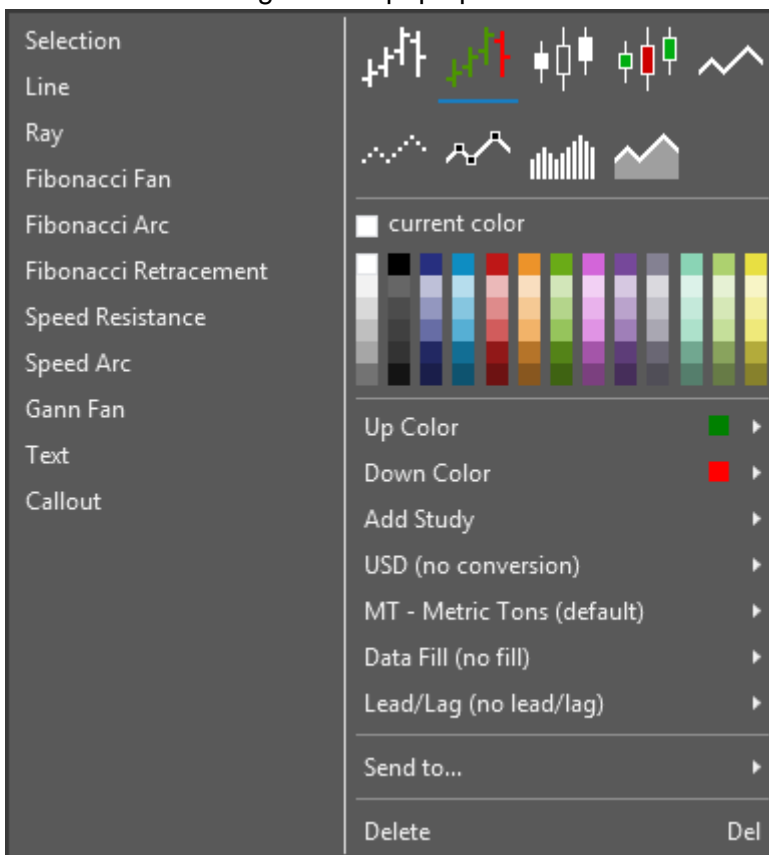 Selection
Line
Ray
Fibonacci Fan
Fibonacci Arc
Fibonacci Retracement
Speed Resistance
Speed Arc
Gann Fan
Text
Callout
current color
Up Color
Down Color
Add Study
USD (no conversion)
MT - Metric Tons (default)
Data Fill (no fill)
Lead/Lag (no lead/lag)
Send to...
Delete Del